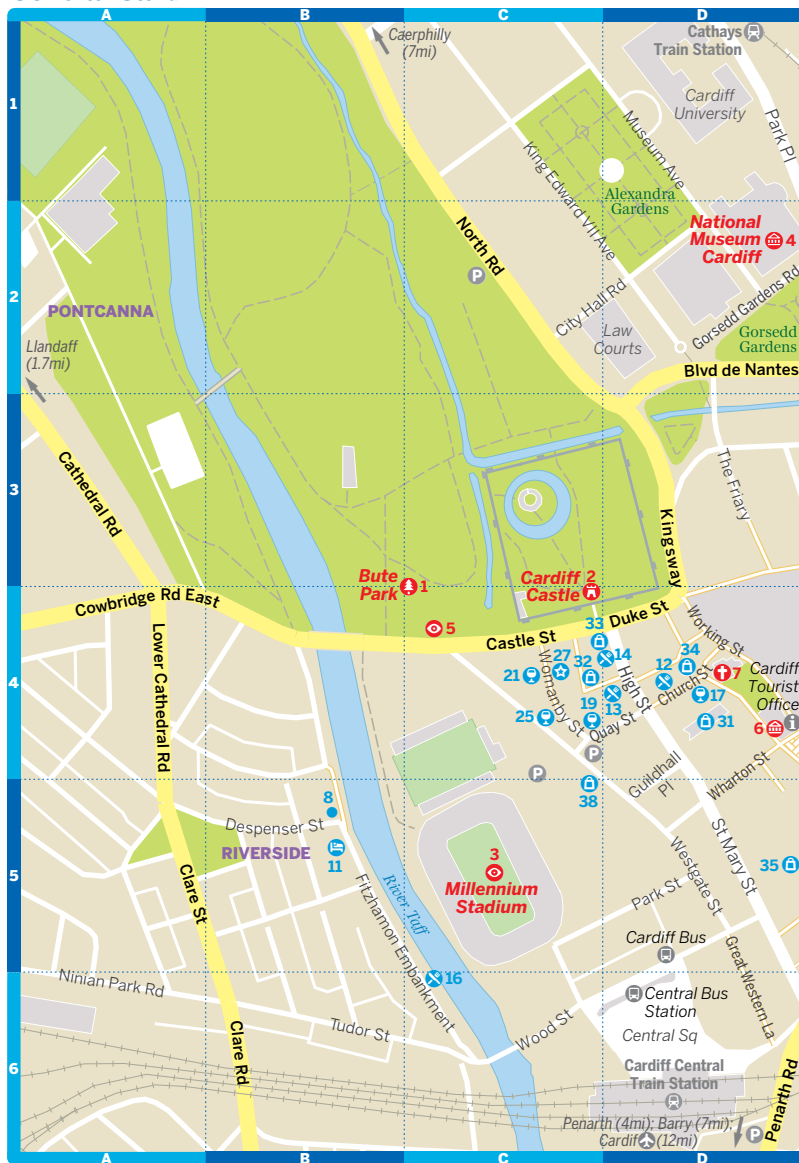 A B C D
Caerphilly
(7mi)
Cathays
Train Station
1
Cardiff
University
Park Pl
Museum Ave
King Edward VII Ave
Alexandra
Gardens
National
Museum 4
Cardiff
North Rd
P
2
City Hall Rd
Gorsedd Gardens Rd
PONTCANNA
Law
Courts
Gorsedd
Gardens
Llandaff
(1.7mi)
Blvd de Nantes
3
Cathedral Rd
The Friary
Kingsway
Bute
Park 1
Cardiff 2
Castle
Cowbridge Rd East
5
Castle St
Duke St
33
Working St
Lower Cathedral Rd
4
21
27
32
14
Womanby St
High St
12
34
Church St
7
Cardiff
Tourist
Office
25
19
13
Quay St
17
31
6
P
P
38
Guildhall
Pl
Wharton St
8
Despenser St
RIVERSIDE
11
3
Millennium
Stadium
St Mary St
35
5
Clare St
River Taff
Fitzhamon Embankment
Westgate St
Park St
Cardiff Bus
Great Western La
16
Ninian Park Rd
Central Bus
Station
Tudor St
Wood St
Central Sq
6
Clare Rd
Cardiff Central
Train Station
Penarth Rd
Penarth (4mi); Barry (7mi);
Cardiff (12mi)
P
A B C D